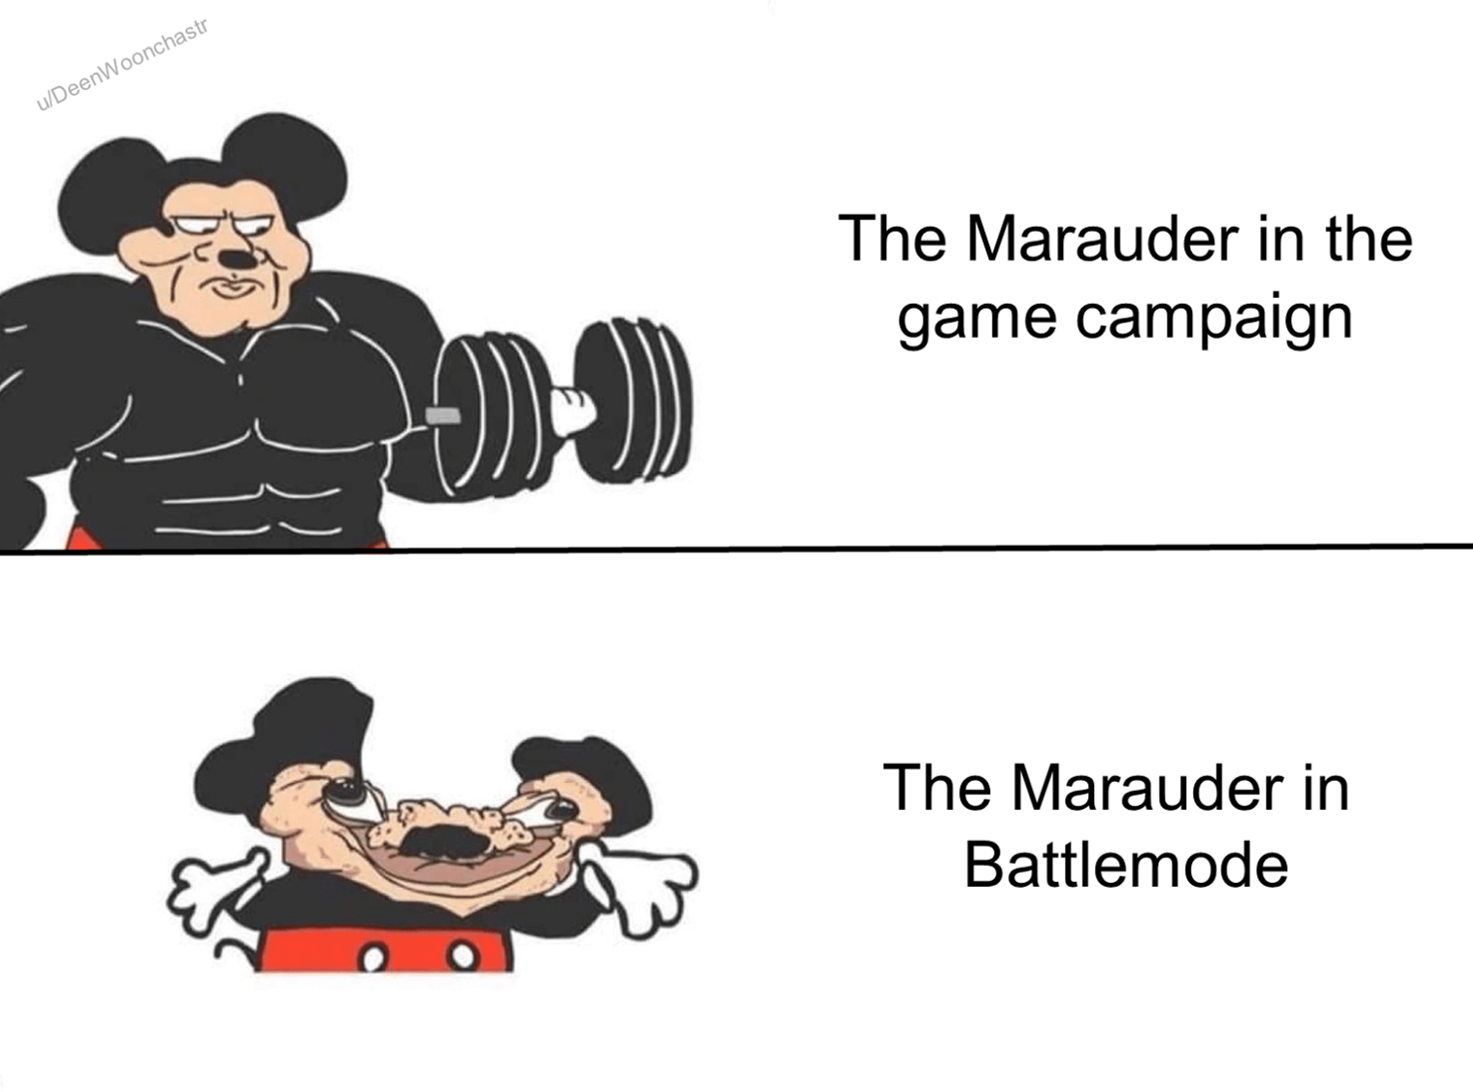 u/DeenWoonchastr
The Marauder in the
game campaign
The Marauder in
Battlemode